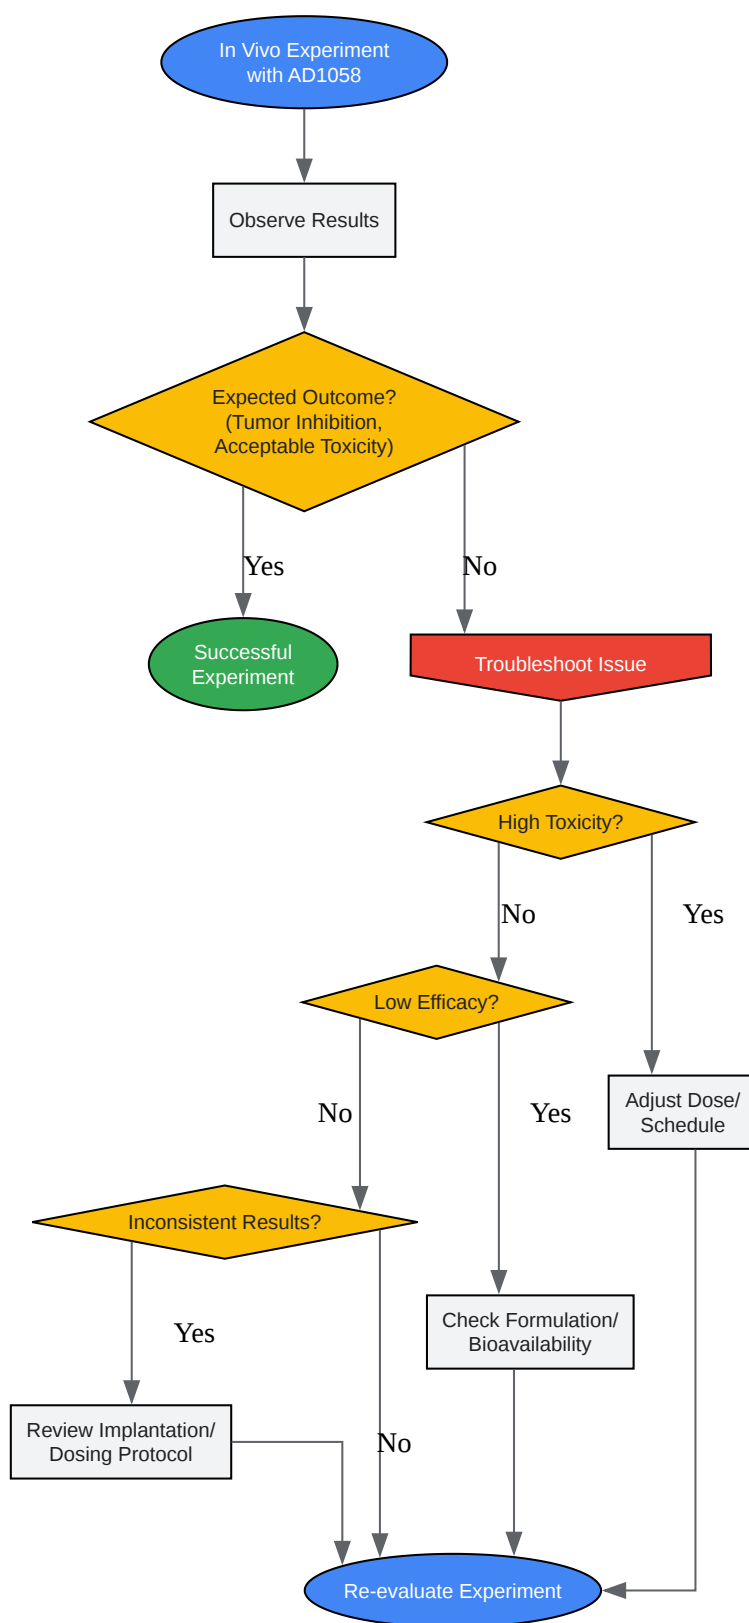 In Vivo Experiment
with AD1058
Observe Results
Expected Outcome?
(Tumor Inhibition,
Acceptable Toxicity)
Yes
No
Successful
Experiment
Troubleshoot Issue
High Toxicity?
No
Yes
Low Efficacy?
No
Yes
Adjust Dose/
Schedule
Inconsistent Results?
Yes
Check Formulation/
Bioavailability
Review Implantation/
Dosing Protocol
No
Re-evaluate Experiment